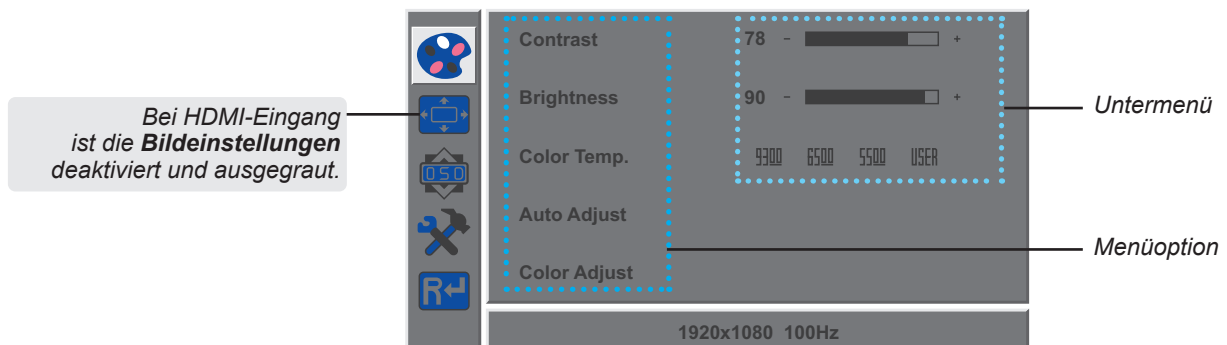 Contrast 78 - +
Brightness 90 - +
Color Temp. 9300 6500 5500 USER
Auto Adjust
Color Adjust
1920x1080 100Hz
OSD
R
Bei HDMI-Eingang
ist die Bildeinstellungen
deaktiviert und ausgegraut.
Untermenü
Menüoption